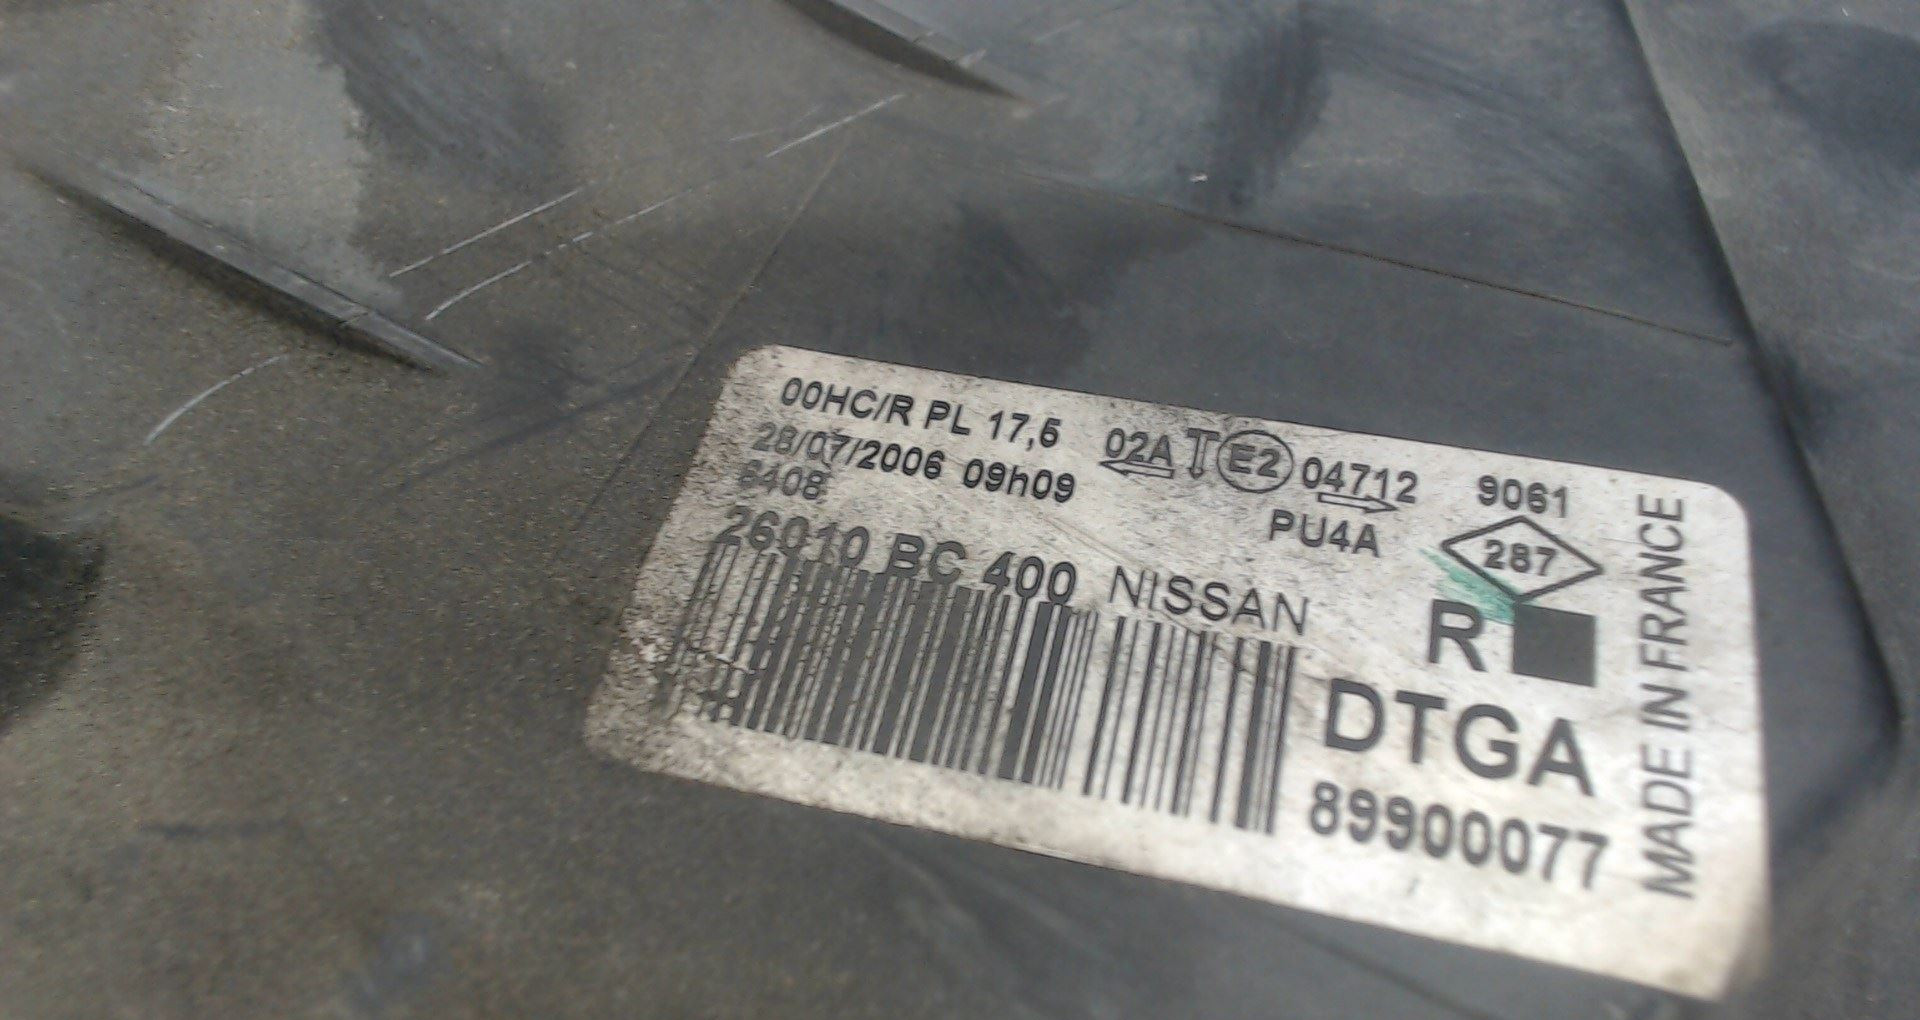 00HC/R PL 17,5 02A E2 04712 9061
28/07/2006 09h09 PU4A 287
6408
26010 BC 400 NISSAN R
DTGA
89900077
MADE IN FRANCE